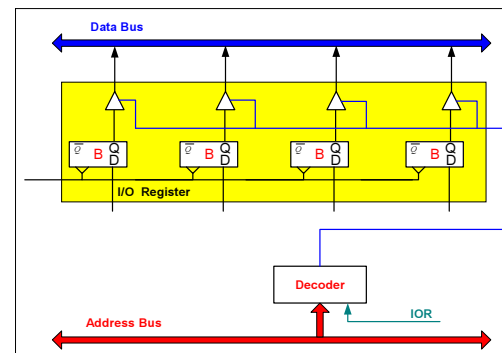 Data Bus
Q̅ B Q D
Q̅ B Q D
Q̅ B Q D
Q̅ B Q D
I/O Register
Decoder
IOR
Address Bus